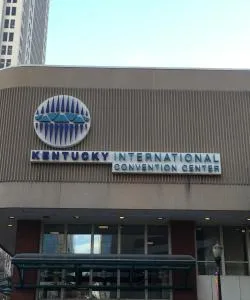 KENTUCKY INTERNATIONAL
CONVENTION CENTER